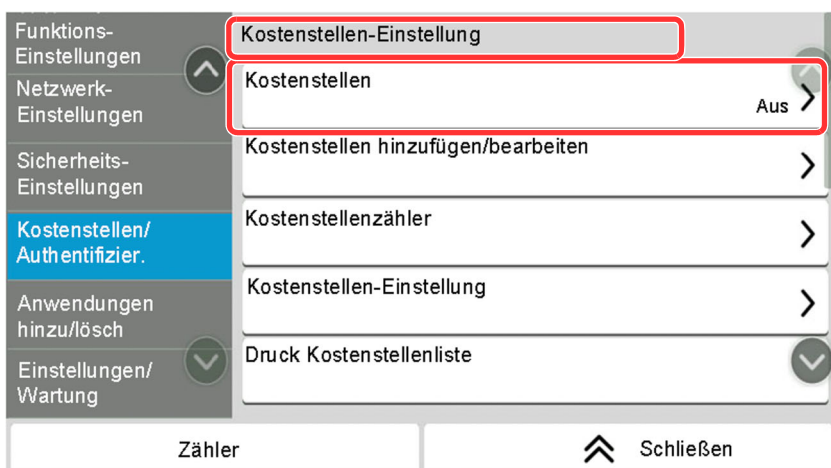 Funktions-
Einstellungen
Netzwerk-
Einstellungen
Sicherheits-
Einstellungen
Kostenstellen/
Authentifizier.
Anwendungen
hinzu/lösch
Einstellungen/
Wartung
Kostenstellen-Einstellung
Kostenstellen
Aus
Kostenstellen hinzufügen/bearbeiten
Kostenstellenzähler
Kostenstellen-Einstellung
Druck Kostenstellenliste
Zähler
Schließen